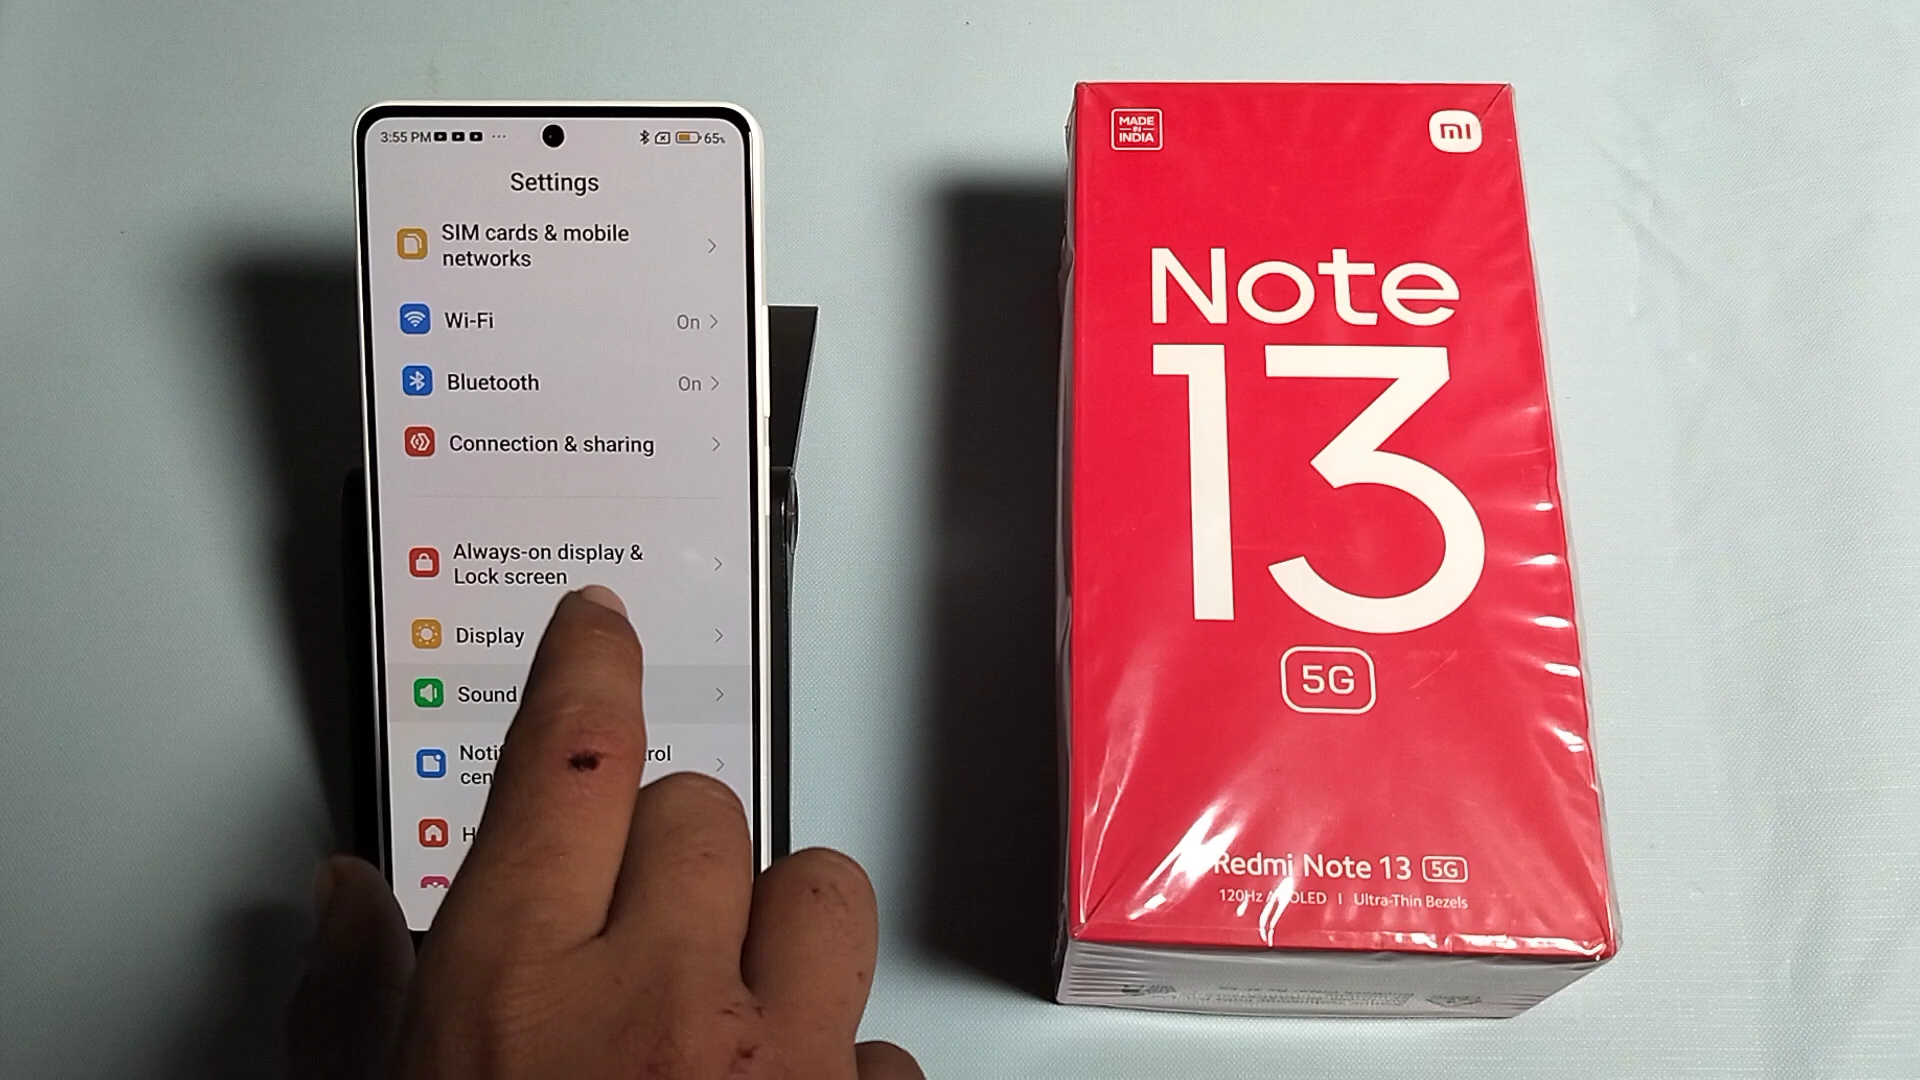 3:55 PM
65%
Settings
SIM cards & mobile
networks
Wi-Fi
On
Bluetooth
On
Connection & sharing
Always-on display &
Lock screen
Display
Sound
MADE
IN
INDIA
mi
Note
13
5G
Redmi Note 13 5G
120Hz | Ultra-Thin Bezels